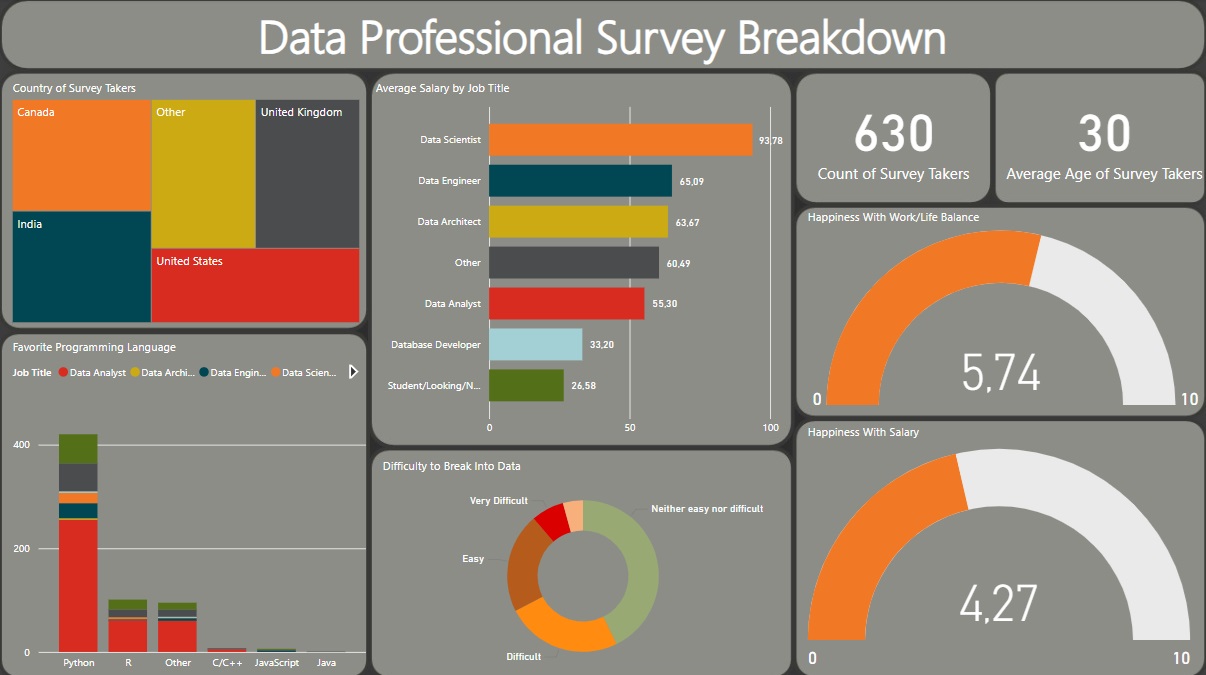 Data Professional Survey Breakdown
Country of Survey Takers
Canada
Other
United Kingdom
India
United States
Average Salary by Job Title
Data Scientist
93,78
Data Engineer
65,09
Data Architect
63,67
Other
60,49
Data Analyst
55,30
Database Developer
33,20
Student/Looking/N...
26,58
0
50
100
630
Count of Survey Takers
30
Average Age of Survey Takers
Happiness With Work/Life Balance
5,74
0
10
Favorite Programming Language
Job Title Data Analyst Data Archi... Data Engin... Data Scien...
400
200
0
Python
R
Other
C/C++
JavaScript
Java
Difficulty to Break Into Data
Very Difficult
Neither easy nor difficult
Easy
Difficult
Happiness With Salary
4,27
0
10